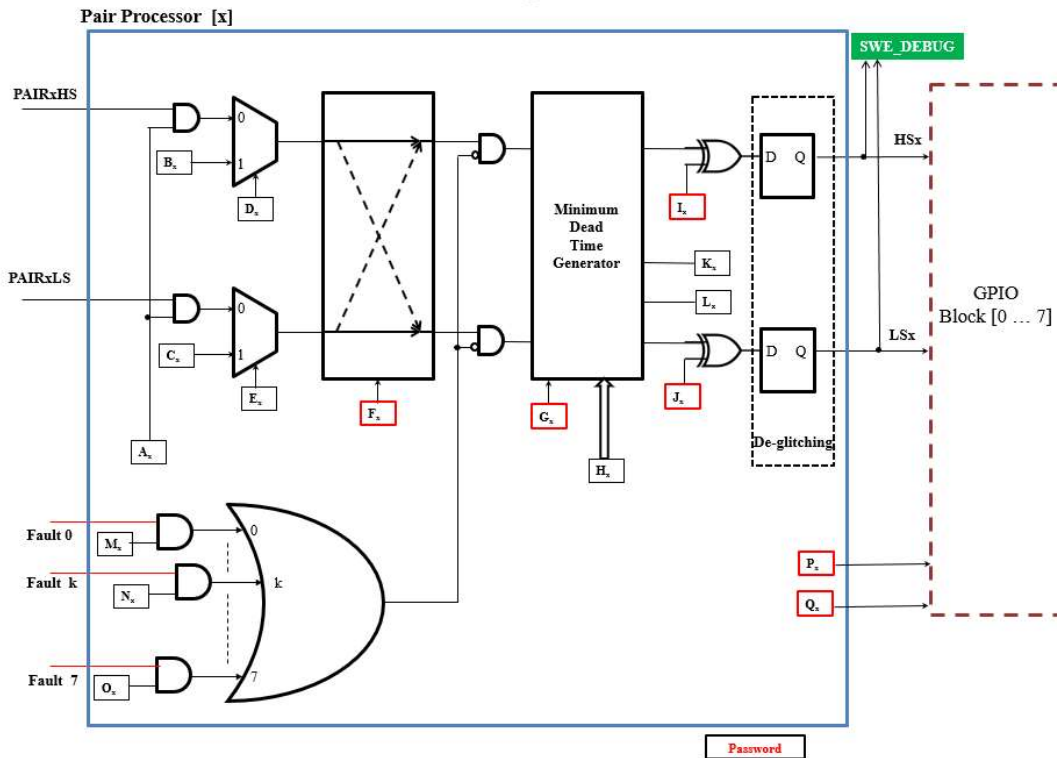 Pair Processor [x]
SWE_DEBUG
PAIRxHS
0
Bx
1
Dx
D Q
HSx
Ix
Minimum
Dead
Time
Generator
Kx
Lx
PAIRxLS
0
Cx
1
Ex
D Q
LSx
GPIO
Block [0 ... 7]
Fx
Gx
Jx
Ax
De-glitching
Hx
Fault 0
Mx
0
Fault k
Nx
k
Px
Qx
Fault 7
Ox
7
Password